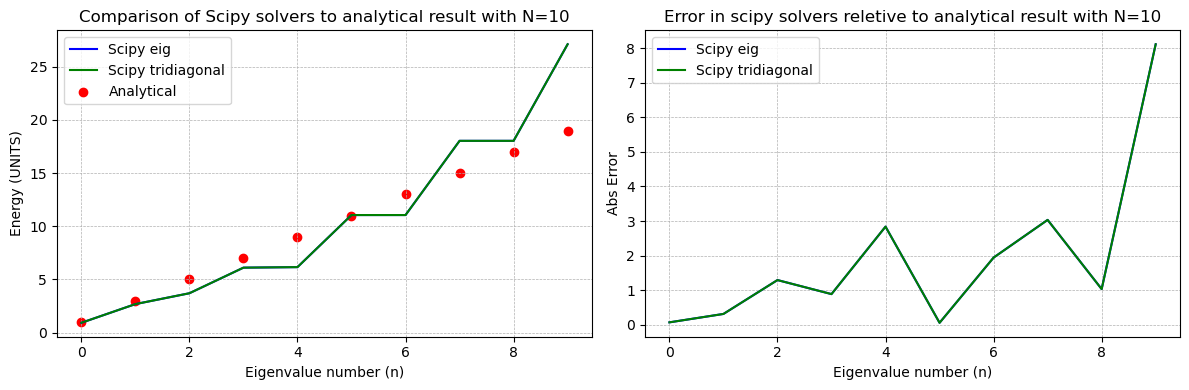 Comparison of Scipy solvers to analytical result with N=10
Scipy eig
Scipy tridiagonal
Analytical
25
20
15
10
5
0
Energy (UNITS)
0 2 4 6 8
Eigenvalue number (n)
Error in scipy solvers reletive to analytical result with N=10
Scipy eig
Scipy tridiagonal
8
7
6
5
4
3
2
1
0
Abs Error
0 2 4 6 8
Eigenvalue number (n)